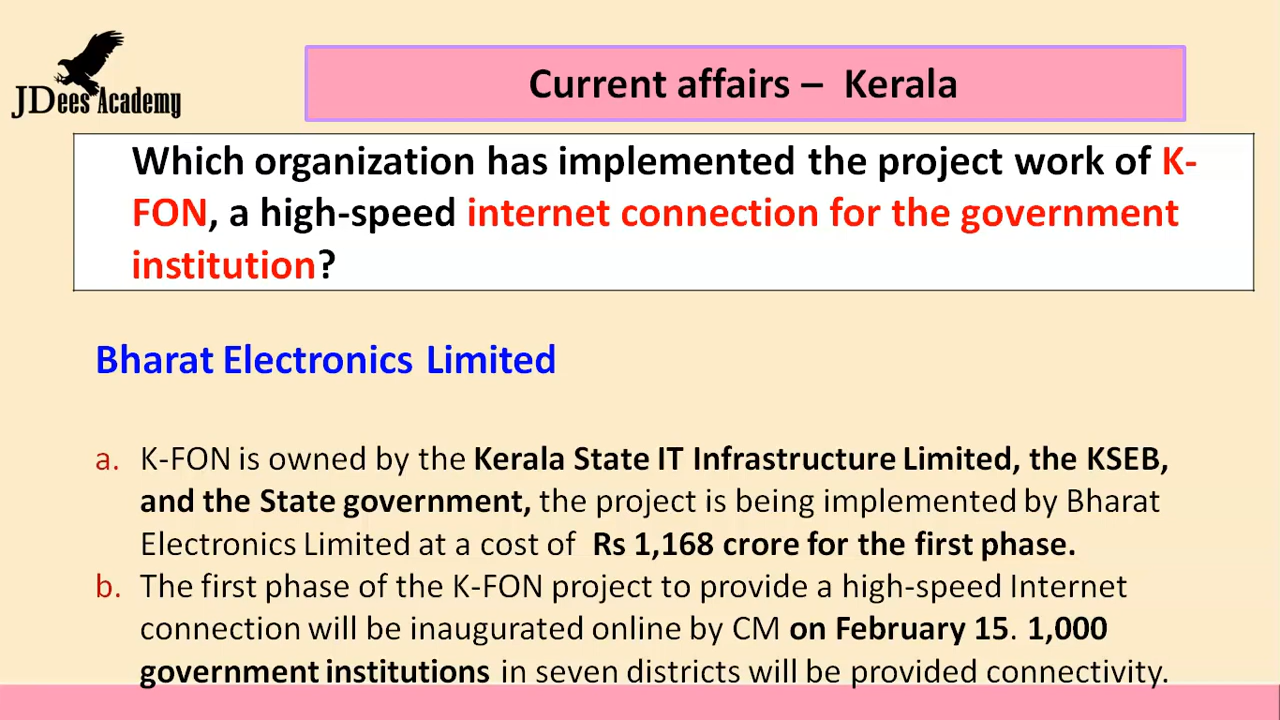 JDees Academy
Current affairs – Kerala
Which organization has implemented the project work of K-
FON, a high-speed internet connection for the government
institution?
Bharat Electronics Limited
a. K-FON is owned by the Kerala State IT Infrastructure Limited, the KSEB,
and the State government, the project is being implemented by Bharat
Electronics Limited at a cost of Rs 1,168 crore for the first phase.
b. The first phase of the K-FON project to provide a high-speed Internet
connection will be inaugurated online by CM on February 15. 1,000
government institutions in seven districts will be provided connectivity.